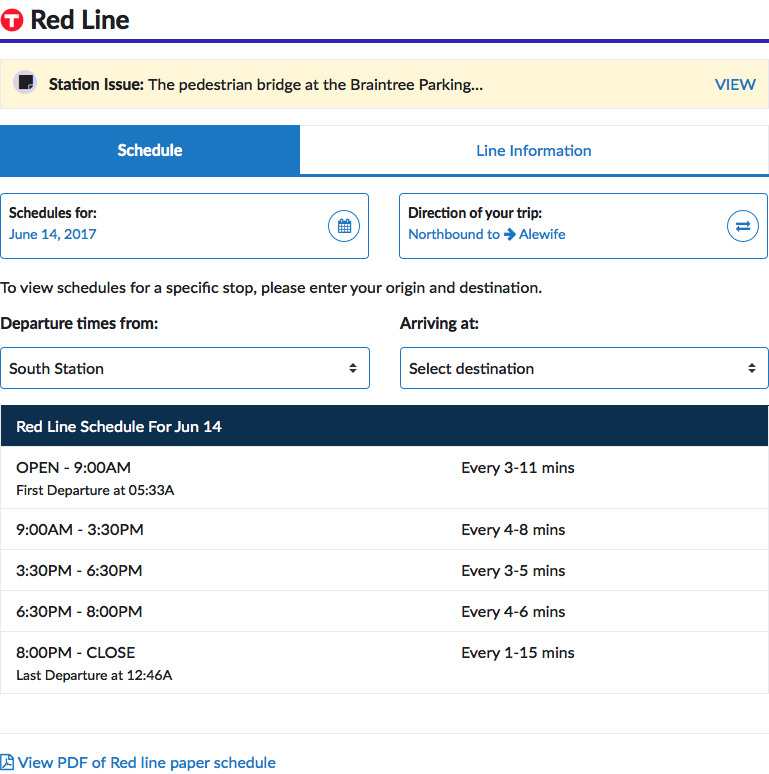 T Red Line
Station Issue: The pedestrian bridge at the Braintree Parking... VIEW
Schedule Line Information
Schedules for:
June 14, 2017
Direction of your trip:
Northbound to → Alewife
To view schedules for a specific stop, please enter your origin and destination.
Departure times from: Arriving at:
South Station Select destination
Red Line Schedule For Jun 14
OPEN - 9:00AM Every 3-11 mins
First Departure at 05:33A
9:00AM - 3:30PM Every 4-8 mins
3:30PM - 6:30PM Every 3-5 mins
6:30PM - 8:00PM Every 4-6 mins
8:00PM - CLOSE Every 1-15 mins
Last Departure at 12:46A
View PDF of Red line paper schedule